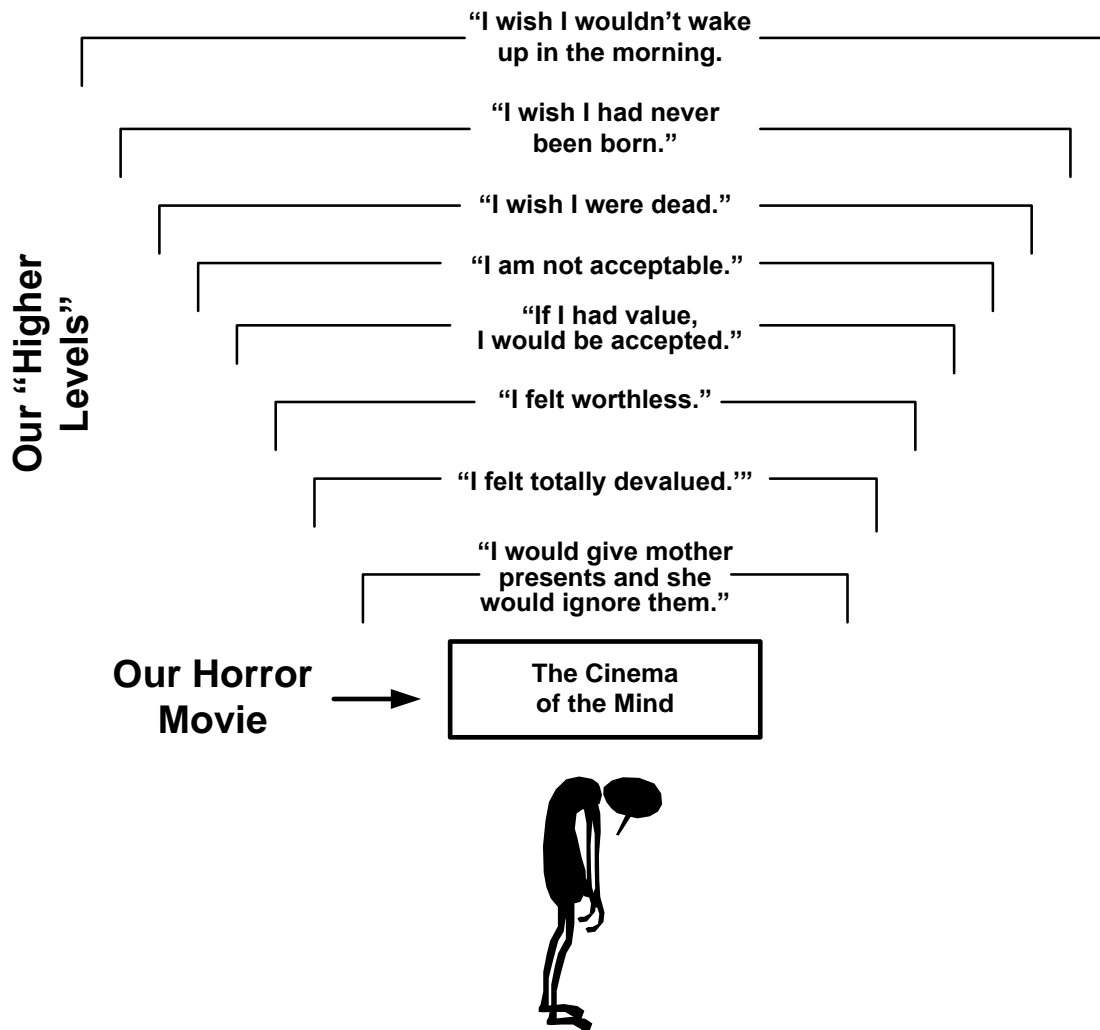 “I wish I wouldn’t wake
up in the morning.
“I wish I had never
been born.”
“I wish I were dead.”
“I am not acceptable.”
“If I had value,
I would be accepted.”
“I felt worthless.”
“I felt totally devalued.’”
“I would give mother
presents and she
would ignore them.”
Our “Higher
Levels”
Our Horror
Movie
The Cinema
of the Mind